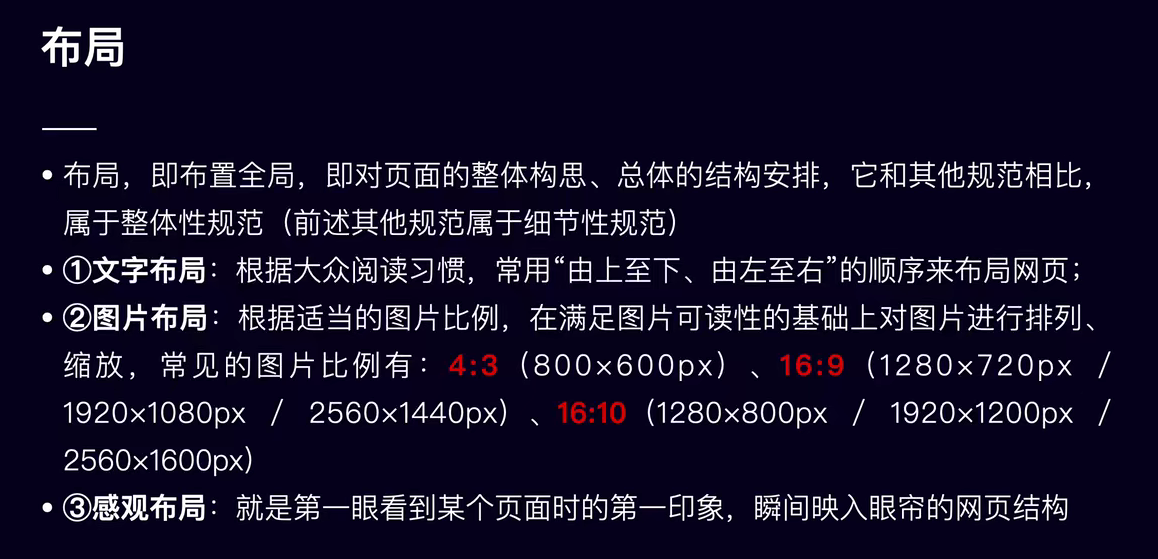 布局
• 布局，即布置全局，即对页面的整体构思、总体的结构安排，它和其他规范相比，
属于整体性规范（前述其他规范属于细节性规范）
• ①文字布局：根据大众阅读习惯，常用“由上至下、由左至右”的顺序来布局网页；
• ②图片布局：根据适当的图片比例，在满足图片可读性的基础上对图片进行排列、
缩放，常见的图片比例有：4:3（800×600px）、16:9（1280×720px /
1920×1080px / 2560×1440px）、16:10（1280×800px / 1920×1200px /
2560×1600px）
• ③感观布局：就是第一眼看到某个页面时的第一印象，瞬间映入眼帘的网页结构